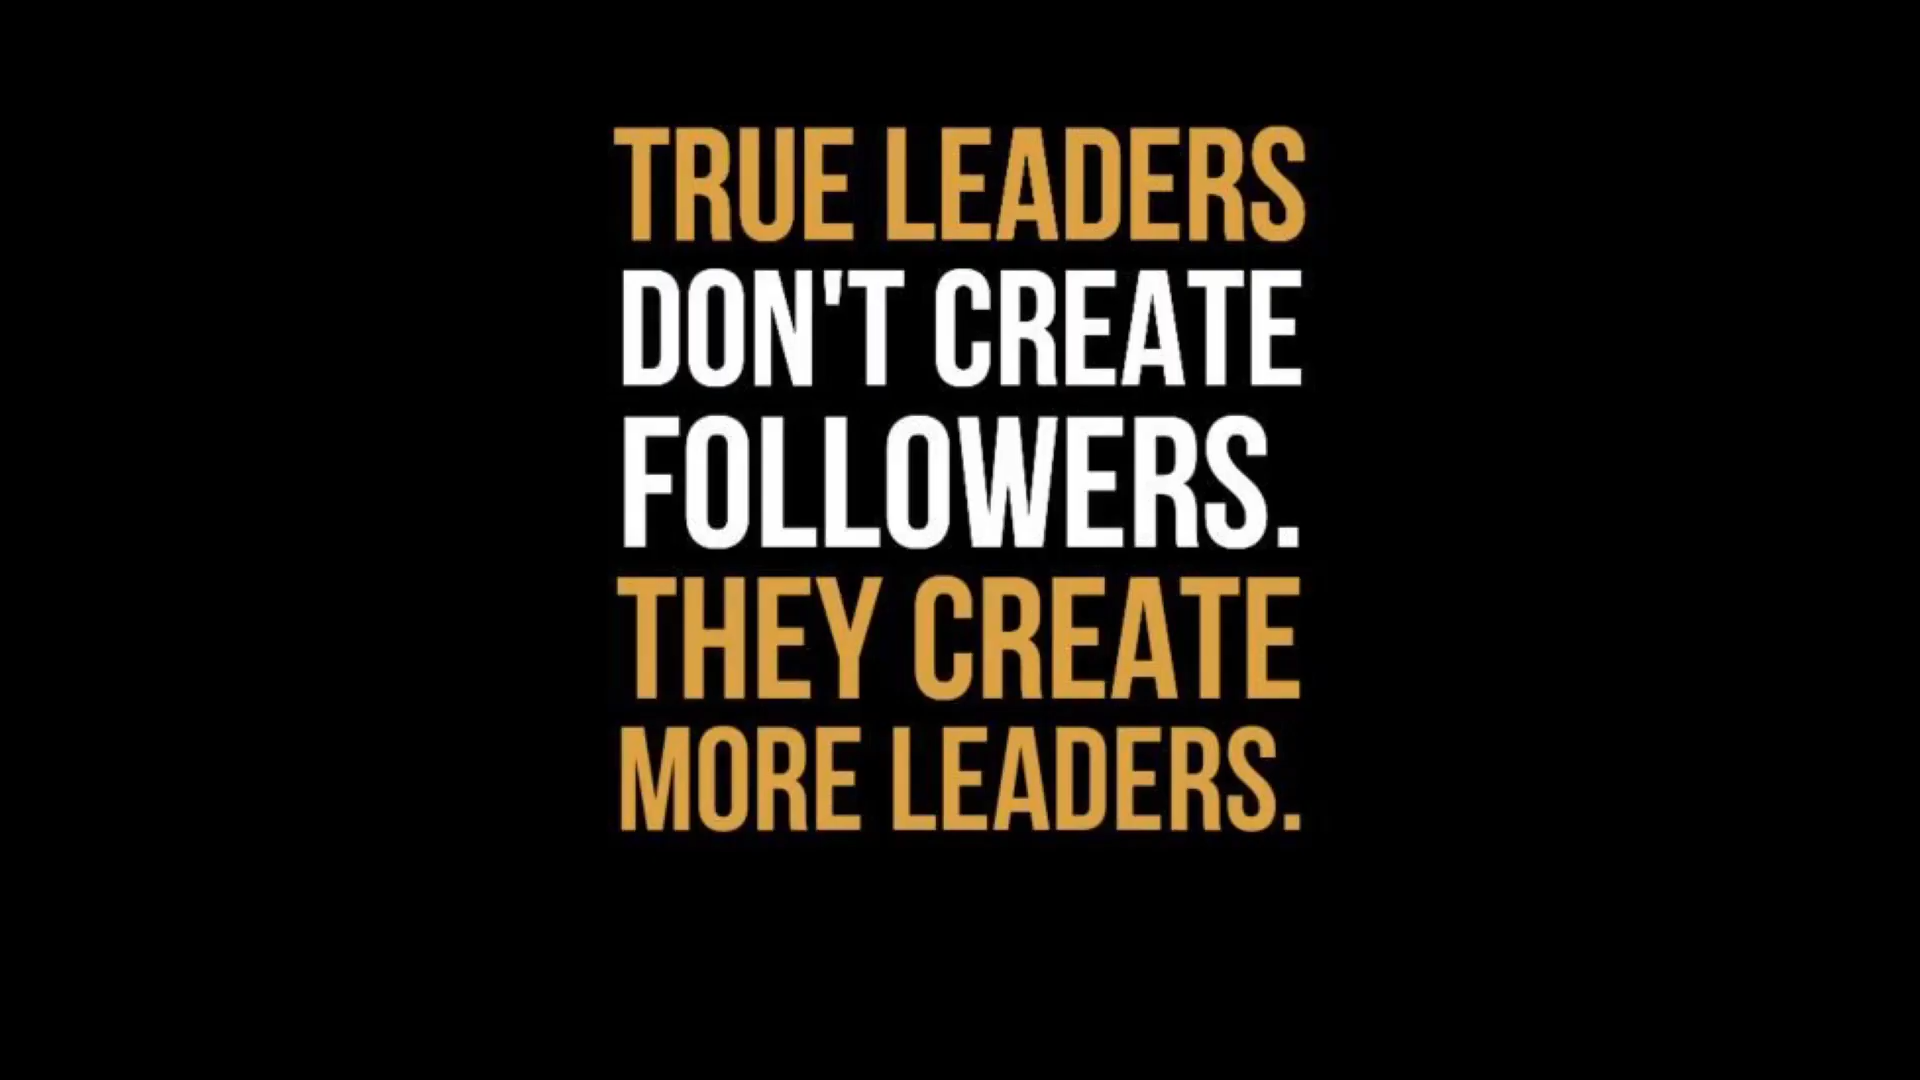 TRUE LEADERS
DON'T CREATE
FOLLOWERS.
THEY CREATE
MORE LEADERS.